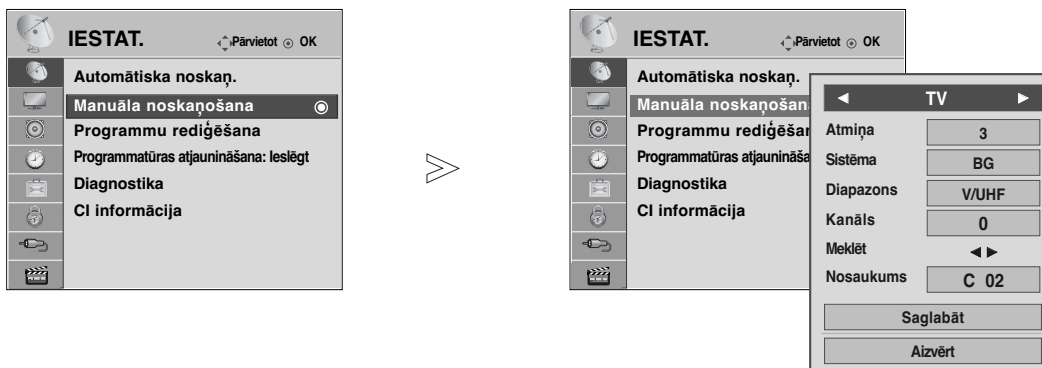 IESTAT.
Pārvietot OK
Automātiska noskaņ.
Manuāla noskaņošana
Programmu rediģēšana
Programmatūras atjaunināšana: Ieslēgt
Diagnostika
CI informācija
IESTAT.
Pārvietot OK
Automātiska noskaņ.
Manuāla noskaņošan
Programmu rediģēšan
Programmatūras atjaunināša
Diagnostika
CI informācija
◄ TV ►
Atmiņa 3
Sistēma BG
Diapazons V/UHF
Kanāls 0
Meklēt ◄ ►
Nosaukums C 02
Saglabāt
Aizvērt